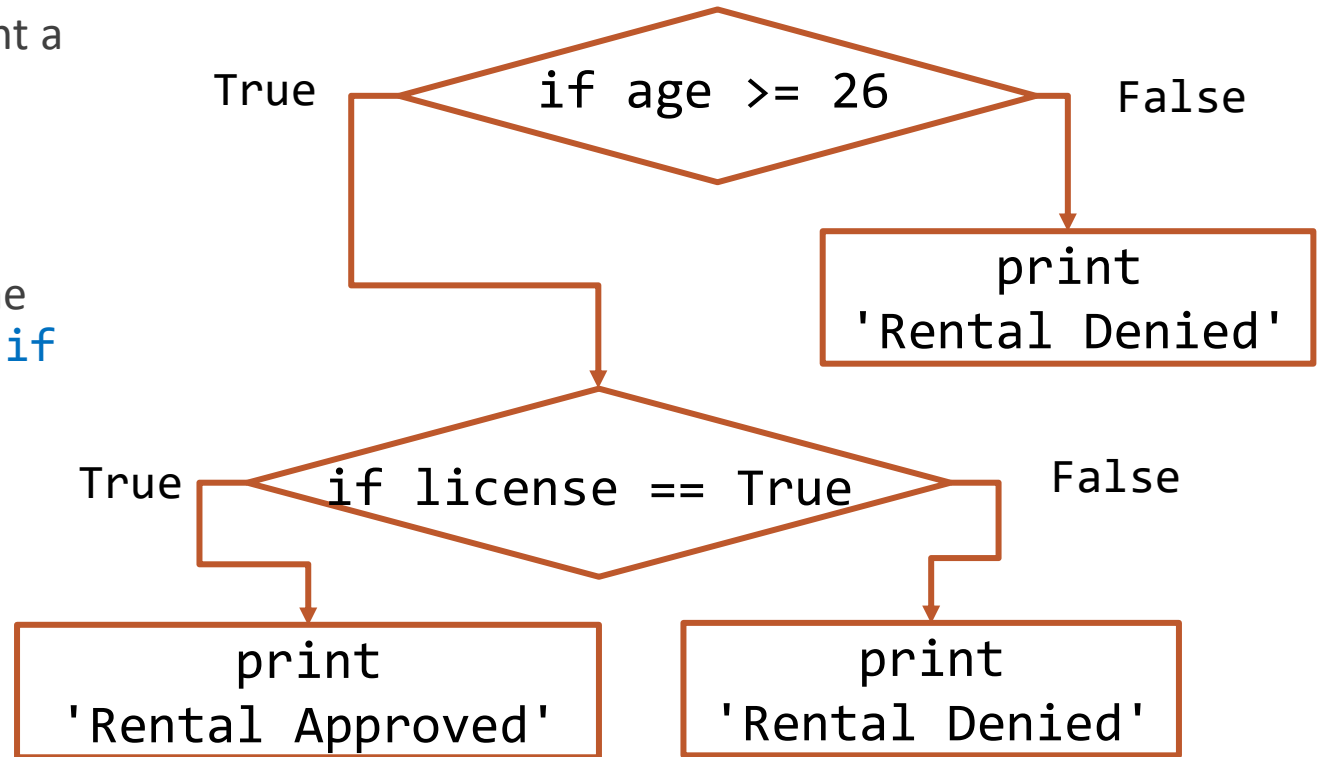 nt a
True
if age >= 26
False
print
'Rental Denied'
e
if
True
if license == True
False
print
'Rental Approved'
print
'Rental Denied'